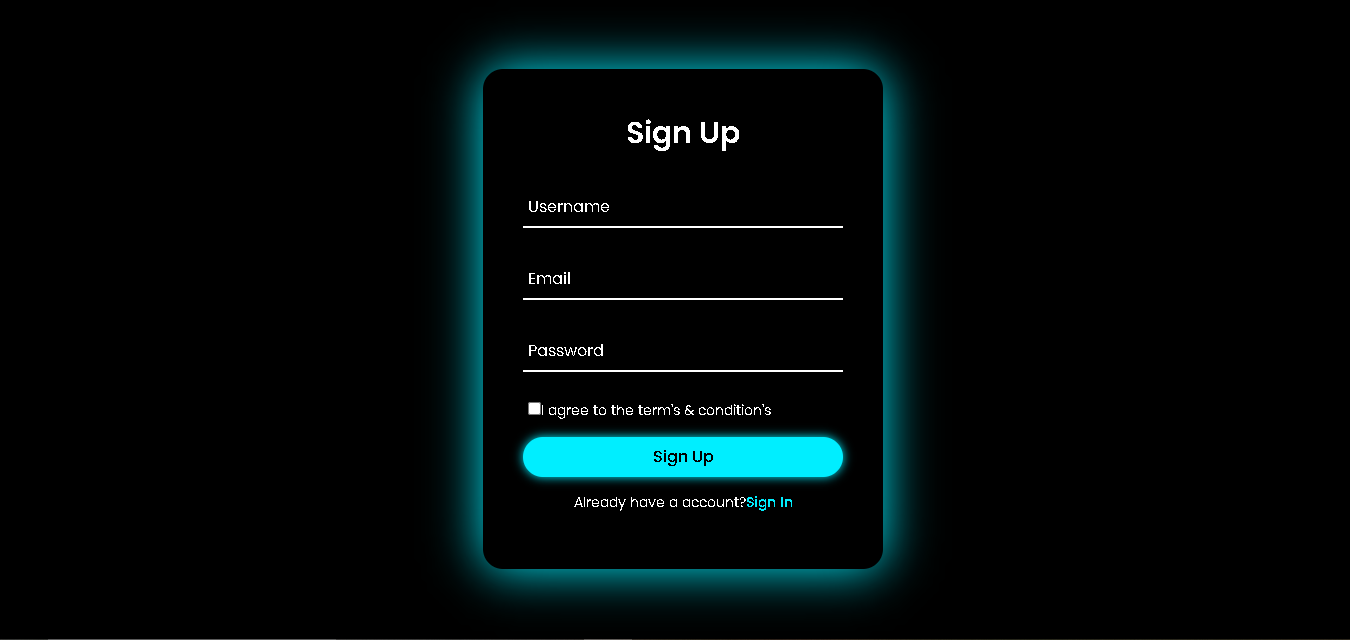 Sign Up
Username
Email
Password
I agree to the term's & condition's
Sign Up
Already have a account?Sign In